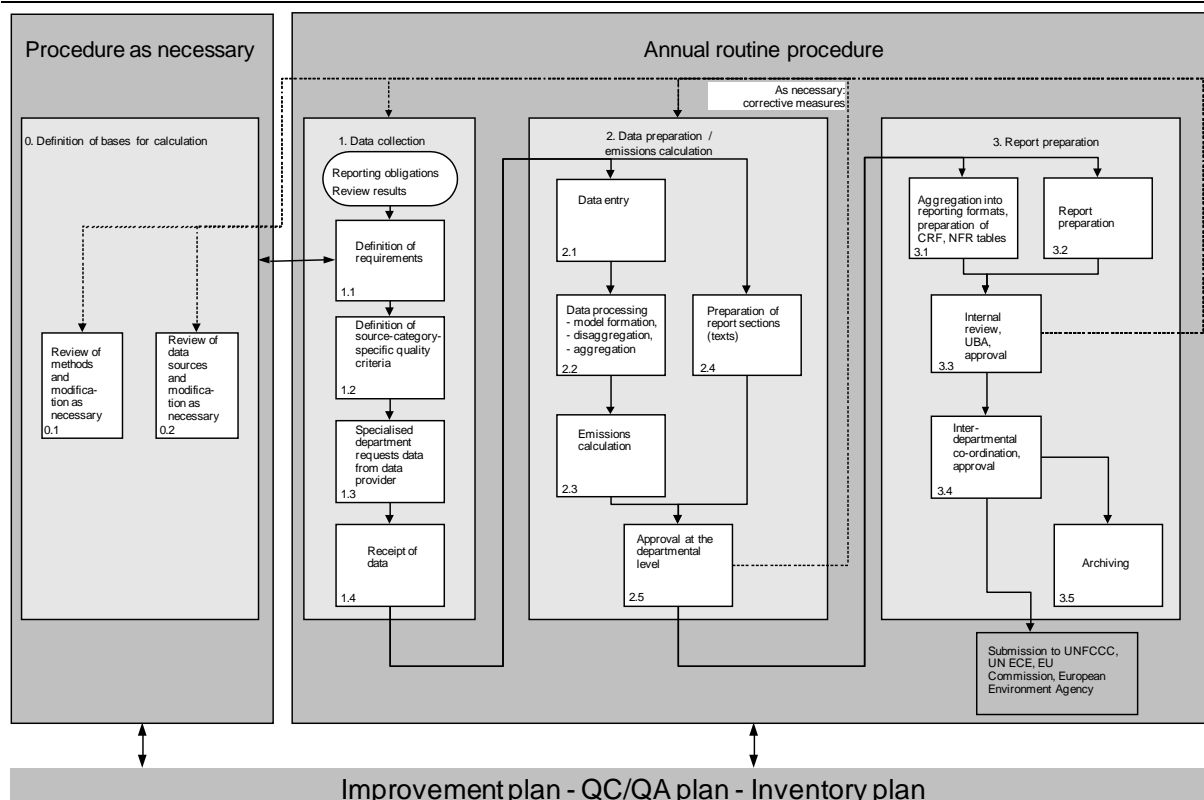 Procedure as necessary
Annual routine procedure
As necessary:
corrective measures
0. Definition of bases for calculation
Review of
methods
and
modifica-
tion as
necessary
0.1
Review of
data
sources
and
modifica-
tion as
necessary
0.2
1. Data collection
Reporting obligations
Review results
Definition of
requirements
1.1
Definition of
source-category-
specific quality
criteria
1.2
Specialised
department
requests data
from data
provider
1.3
Receipt of
data
1.4
2. Data preparation /
emissions calculation
Data entry
2.1
Data processing
- model formation,
- disaggregation,
- aggregation
2.2
Emissions
calculation
2.3
Preparation of
report sections
(texts)
2.4
Approval at the
departmental
level
2.5
3. Report preparation
Aggregation into
reporting formats,
preparation of
CRF, NFR tables
3.1
Report
preparation
3.2
Internal
review,
UBA,
approval
3.3
Inter-
departmental
co-ordination,
approval
3.4
Archiving
3.5
Submission to UNFCCC,
UN ECE, EU
Commission, European
Environment Agency
Improvement plan - QC/QA plan - Inventory plan